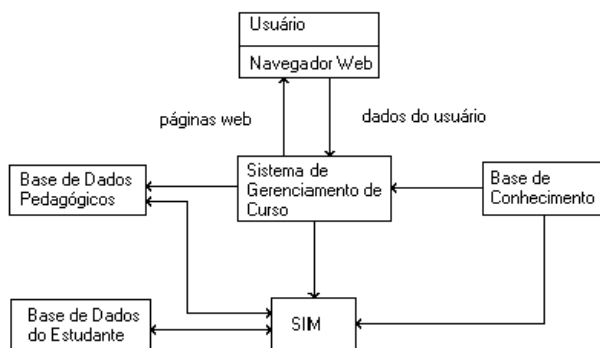 Usuário
Navegador Web
páginas web
dados do usuário
Base de Dados
Pedagógicos
Sistema de
Gerenciamento de
Curso
Base de
Conhecimento
Base de Dados
do Estudante
SIM